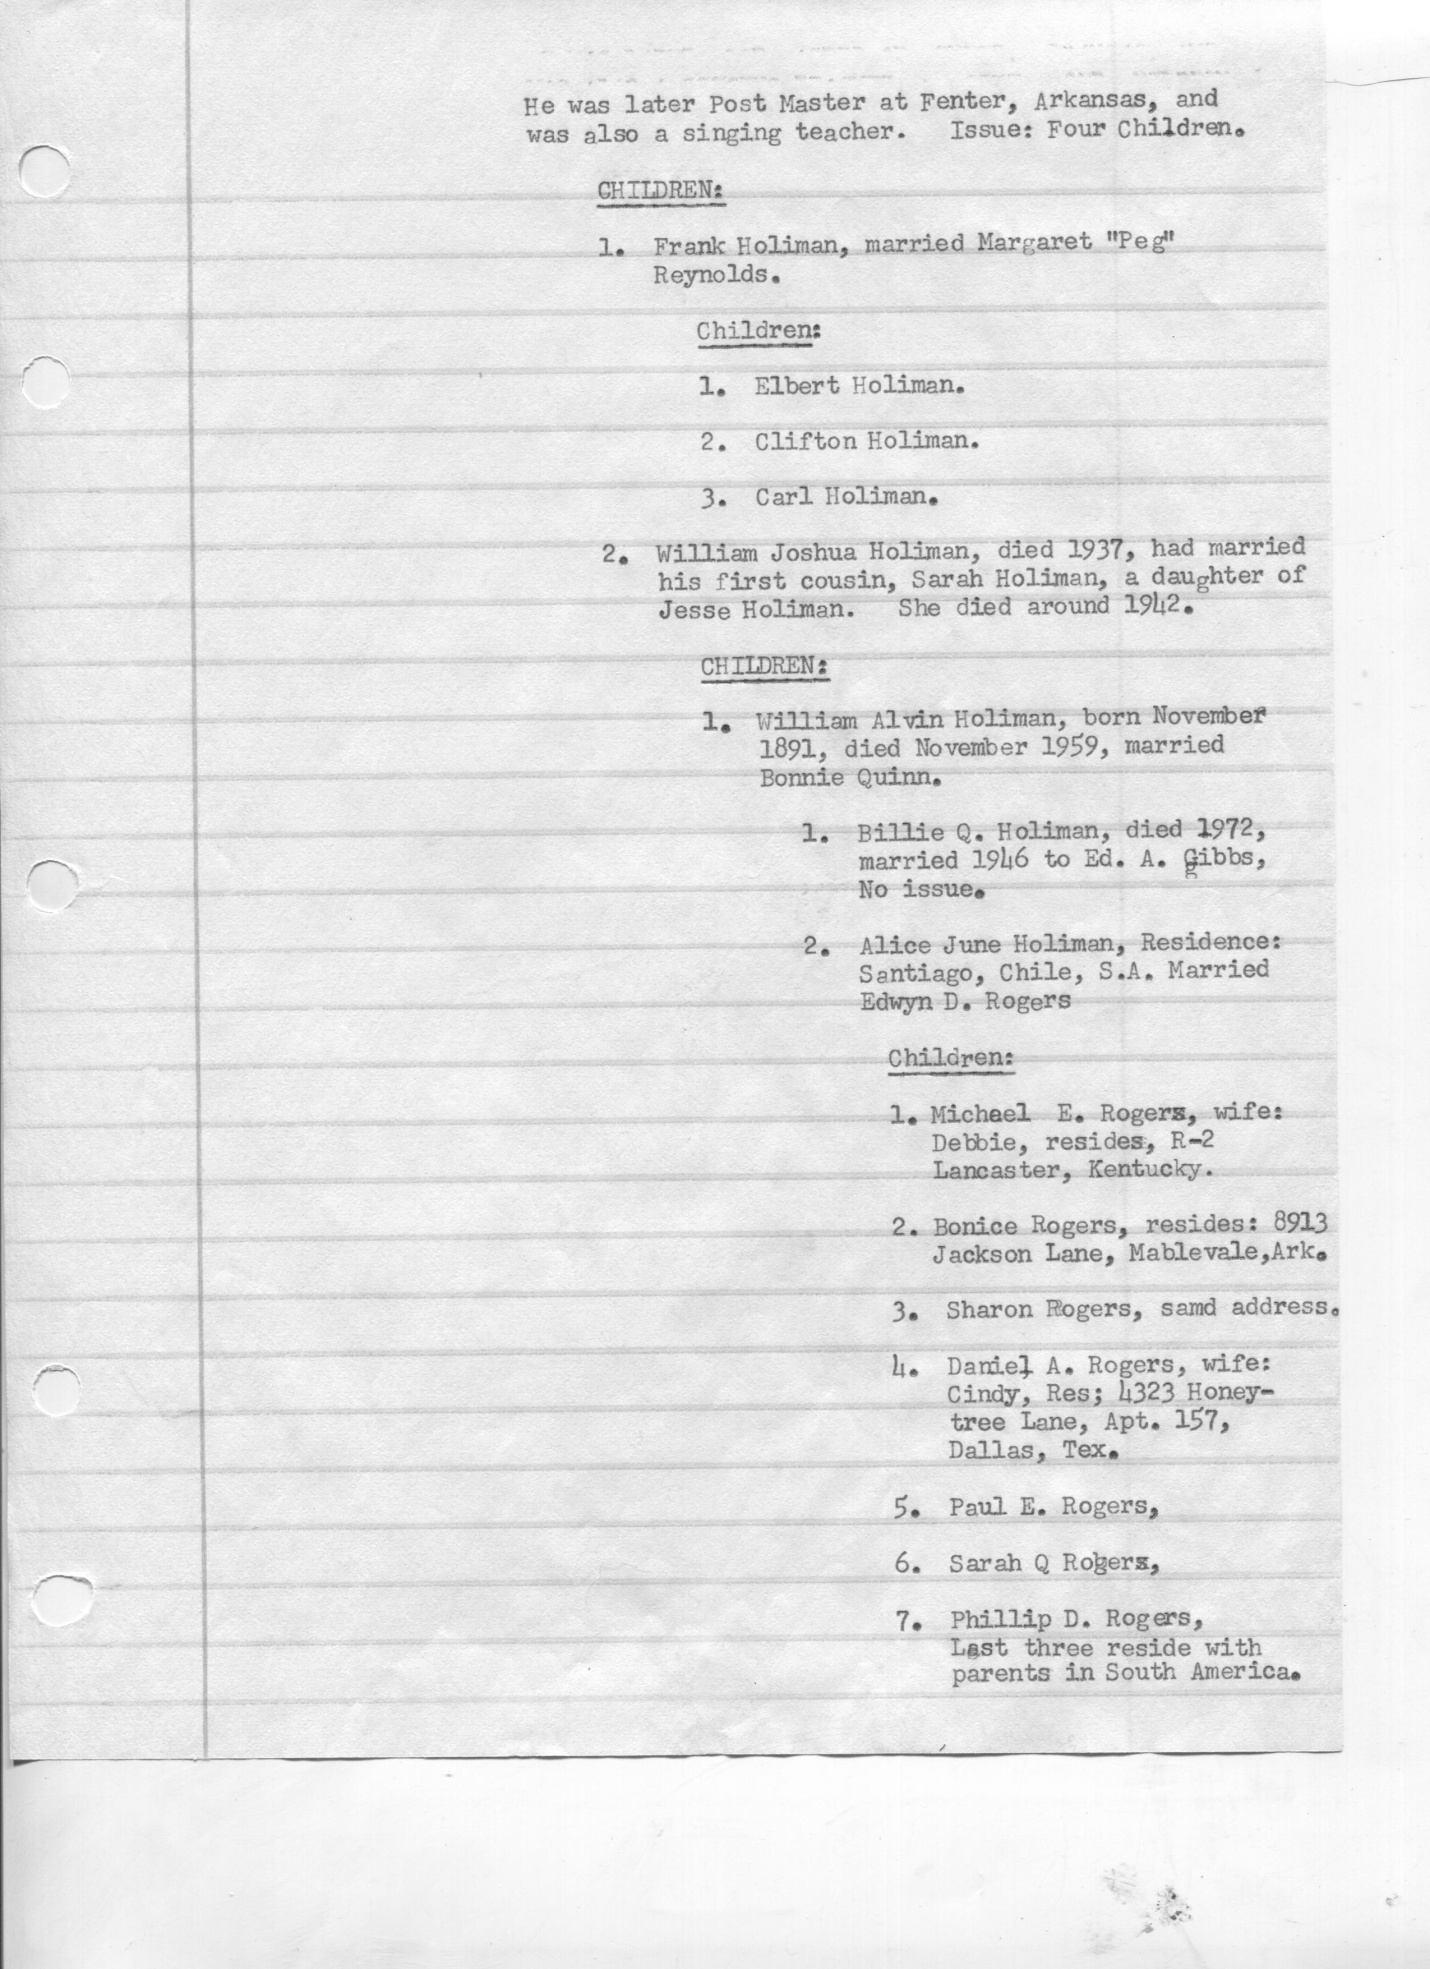 He was later Post Master at Fenter, Arkansas, and
was also a singing teacher. Issue: Four Children.
CHILDREN:
1. Frank Holiman, married Margaret "Peg"
Reynolds.
Children:
1. Elbert Holiman.
2. Clifton Holiman.
3. Carl Holiman.
2. William Joshua Holiman, died 1937, had married
his first cousin, Sarah Holiman, a daughter of
Jesse Holiman. She died around 1942.
CHILDREN:
1. William Alvin Holiman, born November
1891, died November 1959, married
Bonnie Quinn.
1. Billie Q. Holiman, died 1972,
married 1946 to Ed. A. Gibbs,
No issue.
2. Alice June Holiman, Residence:
Santiago, Chile, S.A. Married
Edwyn D. Rogers
Children:
1. Michael E. Rogers, wife:
Debbie, resides, R-2
Lancaster, Kentucky.
2. Bonice Rogers, resides: 8913
Jackson Lane, Mablevale,Ark.
3. Sharon Rogers, samd address.
4. Daniel A. Rogers, wife:
Cindy, Res; 4323 Honey-
tree Lane, Apt. 157,
Dallas, Tex.
5. Paul E. Rogers,
6. Sarah Q Rogers,
7. Phillip D. Rogers,
Last three reside with
parents in South America.